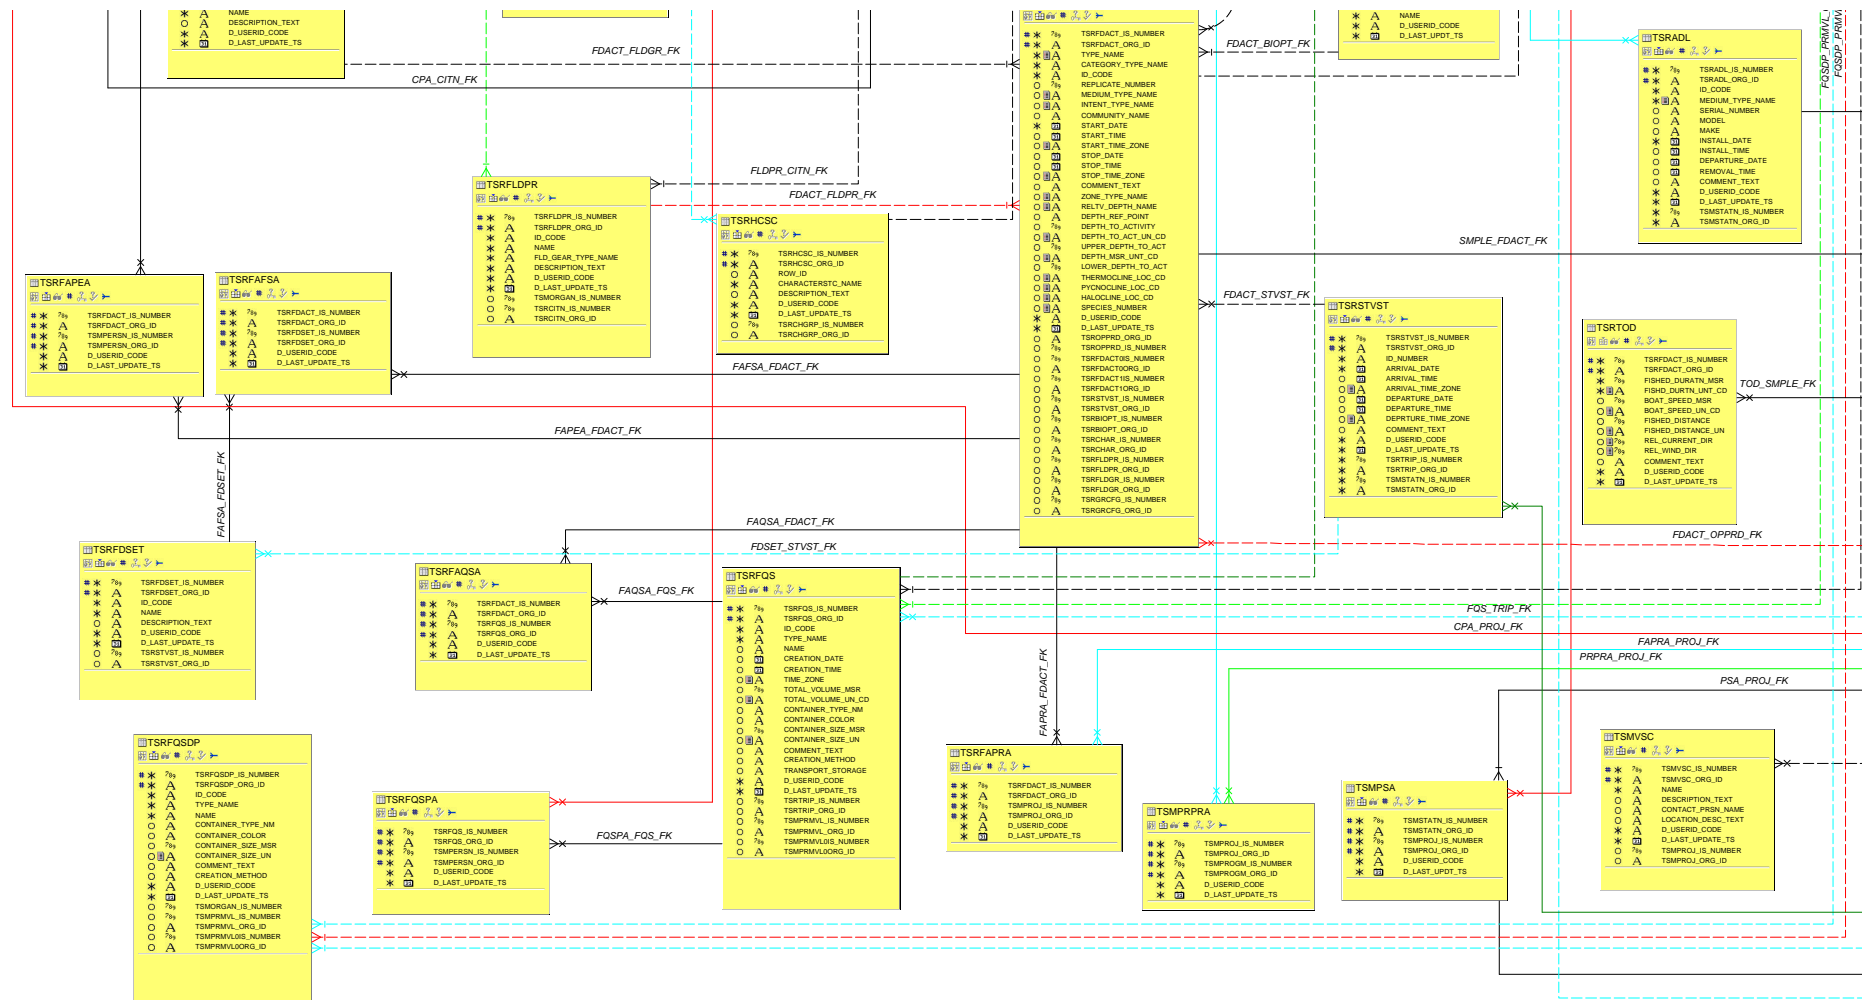 NAME
DESCRIPTION_TEXT
D_USERID_CODE
D_LAST_UPDATE_TS
FDACT_FLDGR_FK
CPA_CITN_FK
TSRFDACT_IS_NUMBER
TSRFDACT_ORG_ID
TYPE_NAME
CATEGORY_TYPE_NAME
ID_CODE
REPLICATE_NUMBER
MEDIUM_TYPE_NAME
INTENT_TYPE_NAME
COMMUNITY_NAME
START_DATE
START_TIME
START_TIME_ZONE
STOP_DATE
STOP_TIME
STOP_TIME_ZONE
COMMENT_TEXT
ZONE_TYPE_NAME
RELTV_DEPTH_NAME
DEPTH_REF_POINT
DEPTH_TO_ACTIVITY
DEPTH_TO_ACT_UN_CD
UPPER_DEPTH_TO_ACT
DEPTH_MSR_UNT_CD
LOWER_DEPTH_TO_ACT
THERMOCLINE_LOC_CD
PYCNOCLINE_LOC_CD
HALOCLINE_LOC_CD
SPECIES_NUMBER
D_USERID_CODE
D_LAST_UPDATE_TS
TSROPPRD_ORG_ID
TSROPPRD_IS_NUMBER
TSRFDACT0IS_NUMBER
TSRFDACT0ORG_ID
TSRFDACT1IS_NUMBER
TSRFDACT1ORG_ID
TSRSTVST_IS_NUMBER
TSRSTVST_ORG_ID
TSRBIOPT_IS_NUMBER
TSRBIOPT_ORG_ID
TSRCHAR_IS_NUMBER
TSRCHAR_ORG_ID
TSRFLDPR_IS_NUMBER
TSRFLDPR_ORG_ID
TSRFLDGR_IS_NUMBER
TSRFLDGR_ORG_ID
TSRGRCFG_IS_NUMBER
TSRGRCFG_ORG_ID
FDACT_BIOPT_FK
NAME
D_USERID_CODE
D_LAST_UPDT_TS
TSRADL
TSRADL_IS_NUMBER
TSRADL_ORG_ID
ID_CODE
MEDIUM_TYPE_NAME
SERIAL_NUMBER
MODEL
MAKE
INSTALL_DATE
INSTALL_TIME
DEPARTURE_DATE
REMOVAL_TIME
COMMENT_TEXT
D_USERID_CODE
D_LAST_UPDATE_TS
TSMSTATN_IS_NUMBER
TSMSTATN_ORG_ID
FQSDP_PRMVL_
FQSDP_PRMV
FLDPR_CITN_FK
FDACT_FLDPR_FK
TSRFLDPR
TSRFLDPR_IS_NUMBER
TSRFLDPR_ORG_ID
ID_CODE
NAME
FLD_GEAR_TYPE_NAME
DESCRIPTION_TEXT
D_USERID_CODE
D_LAST_UPDATE_TS
TSMORGAN_IS_NUMBER
TSRCITN_IS_NUMBER
TSRCITN_ORG_ID
TSRHCSC
TSRHCSC_IS_NUMBER
TSRHCSC_ORG_ID
ROW_ID
CHARACTERSTC_NAME
DESCRIPTION_TEXT
D_USERID_CODE
D_LAST_UPDATE_TS
TSRCHGRP_IS_NUMBER
TSRCHGRP_ORG_ID
SMPLE_FDACT_FK
TSRFAPEA
TSRFDACT_IS_NUMBER
TSRFDACT_ORG_ID
TSMPERSN_IS_NUMBER
TSMPERSN_ORG_ID
D_USERID_CODE
D_LAST_UPDATE_TS
TSRFAFSA
TSRFDACT_IS_NUMBER
TSRFDACT_ORG_ID
TSRFDSET_IS_NUMBER
TSRFDSET_ORG_ID
D_USERID_CODE
D_LAST_UPDATE_TS
FDACT_STVST_FK
TSRSTVST
TSRSTVST_IS_NUMBER
TSRSTVST_ORG_ID
ID_NUMBER
ARRIVAL_DATE
ARRIVAL_TIME
ARRIVAL_TIME_ZONE
DEPARTURE_DATE
DEPARTURE_TIME
DEPRTURE_TIME_ZONE
COMMENT_TEXT
D_USERID_CODE
D_LAST_UPDATE_TS
TSRTRIP_IS_NUMBER
TSRTRIP_ORG_ID
TSMSTATN_IS_NUMBER
TSMSTATN_ORG_ID
TSRTOD
TSRFDACT_IS_NUMBER
TSRFDACT_ORG_ID
FISHED_DURATN_MSR
FISHD_DURTN_UNT_CD
BOAT_SPEED_MSR
BOAT_SPEED_UN_CD
FISHED_DISTANCE
FISHED_DISTANCE_UN
REL_CURRENT_DIR
REL_WIND_DIR
COMMENT_TEXT
D_USERID_CODE
D_LAST_UPDATE_TS
TOD_SMPLE_FK
FAFSA_FDACT_FK
FAPEA_FDACT_FK
FAFSA_FDSET_FK
FAQSA_FDACT_FK
FDSET_STVST_FK
FDACT_OPPRD_FK
TSRFDSET
TSRFDSET_IS_NUMBER
TSRFDSET_ORG_ID
ID_CODE
NAME
DESCRIPTION_TEXT
D_USERID_CODE
D_LAST_UPDATE_TS
TSRSTVST_IS_NUMBER
TSRSTVST_ORG_ID
TSRFAQSA
TSRFDACT_IS_NUMBER
TSRFDACT_ORG_ID
TSRFQS_IS_NUMBER
TSRFQS_ORG_ID
D_USERID_CODE
D_LAST_UPDATE_TS
FAQSA_FQS_FK
TSRFQS
TSRFQS_IS_NUMBER
TSRFQS_ORG_ID
ID_CODE
TYPE_NAME
NAME
CREATION_DATE
CREATION_TIME
TIME_ZONE
TOTAL_VOLUME_MSR
TOTAL_VOLUME_UN_CD
CONTAINER_TYPE_NM
CONTAINER_COLOR
CONTAINER_SIZE_MSR
CONTAINER_SIZE_UN
COMMENT_TEXT
CREATION_METHOD
TRANSPORT_STORAGE
D_USERID_CODE
D_LAST_UPDATE_TS
TSRTRIP_IS_NUMBER
TSRTRIP_ORG_ID
TSMPRMVL_IS_NUMBER
TSMPRMVL_ORG_ID
TSMPRMVL0IS_NUMBER
TSMPRMVL0ORG_ID
FQS_TRIP_FK
CPA_PROJ_FK
FAPRA_PROJ_FK
PRPRA_PROJ_FK
PSA_PROJ_FK
FAPRA_FDACT_FK
TSRFQSDP
TSRFQSDP_IS_NUMBER
TSRFQSDP_ORG_ID
ID_CODE
TYPE_NAME
NAME
CONTAINER_TYPE_NM
CONTAINER_COLOR
CONTAINER_SIZE_MSR
CONTAINER_SIZE_UN
COMMENT_TEXT
CREATION_METHOD
D_USERID_CODE
D_LAST_UPDATE_TS
TSMORGAN_IS_NUMBER
TSMPRMVL_IS_NUMBER
TSMPRMVL_ORG_ID
TSMPRMVL0IS_NUMBER
TSMPRMVL0ORG_ID
TSRFQSPA
TSRFQS_IS_NUMBER
TSRFQS_ORG_ID
TSMPERSN_IS_NUMBER
TSMPERSN_ORG_ID
D_USERID_CODE
D_LAST_UPDATE_TS
FQSPA_FQS_FK
TSRFAPRA
TSRFDACT_IS_NUMBER
TSRFDACT_ORG_ID
TSMPROJ_IS_NUMBER
TSMPROJ_ORG_ID
D_USERID_CODE
D_LAST_UPDATE_TS
TSMPRPRA
TSMPROJ_IS_NUMBER
TSMPROJ_ORG_ID
TSMPROGM_IS_NUMBER
TSMPROGM_ORG_ID
D_USERID_CODE
D_LAST_UPDATE_TS
TSMPSA
TSMSTATN_IS_NUMBER
TSMSTATN_ORG_ID
TSMPROJ_IS_NUMBER
TSMPROJ_ORG_ID
D_USERID_CODE
D_LAST_UPDT_TS
TSMVSC
TSMVSC_IS_NUMBER
TSMVSC_ORG_ID
NAME
DESCRIPTION_TEXT
CONTACT_PRSN_NAME
LOCATION_DESC_TEXT
D_USERID_CODE
D_LAST_UPDATE_TS
TSMPROJ_IS_NUMBER
TSMPROJ_ORG_ID